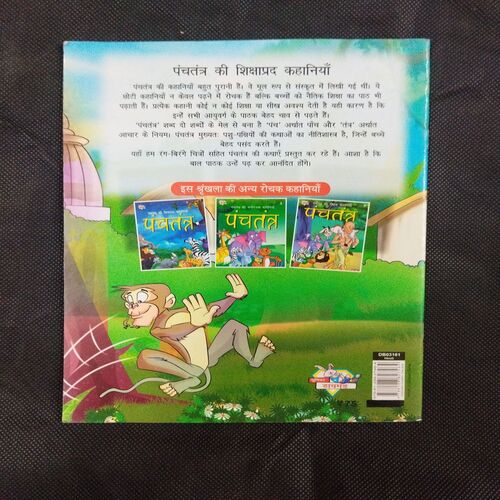 पंचतंत्र की शिक्षाप्रद कहानियाँ
पंचतंत्र की कहानियाँ बहुत पुरानी हैं। ये मूल रूप से संस्कृत में लिखी गई थीं। ये
छोटी कहानियाँ न केवल पढ़ने में रोचक हैं बल्कि बच्चों को नैतिक शिक्षा का पाठ भी
पढ़ाती हैं। प्रत्येक कहानी कोई न कोई शिक्षा या सीख अवश्य देती है यही कारण है कि
इन्हें सभी आयुवर्ग के पाठक बेहद चाव से पढ़ते हैं।
'पंचतंत्र' शब्द दो शब्दों के मेल से बना है 'पंच' अर्थात पाँच और 'तंत्र' अर्थात
आचार के नियम। पंचतंत्र मुख्यतः पशु-पक्षियों की कथाओं का नीतिशास्त्र है, जिन्हें बच्चे
बेहद पसंद करते हैं।
यहाँ हम रंग-बिरंगे चित्रों सहित पंचतंत्र की कथाएँ प्रस्तुत कर रहे हैं। आशा है कि
बाल पाठक उन्हें पढ़ कर आनंदित होंगे।
इस श्रृंखला की अन्य रोचक कहानियाँ
पंचतंत्र
पंचतंत्र
पंचतंत्र
DB03181
Hindi
डायमंड